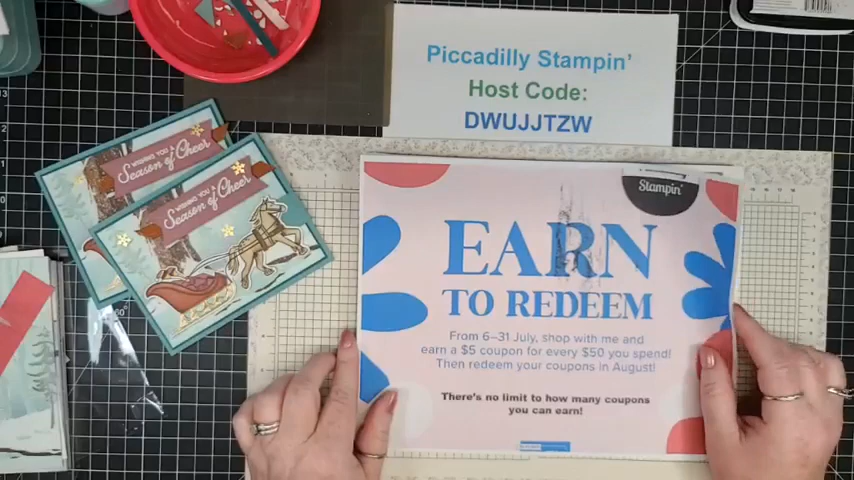 Piccadilly Stampin'
Host Code:
DWUJJTZW
WISHING YOU
Season of Cheer
WISHING YOU
Season of Cheer
Stampin'
EARN
TO REDEEM
From 6–31 July, shop with me and
earn a $5 coupon for every $50 you spend!
Then redeem your coupons in August!
There's no limit to how many coupons
you can earn!